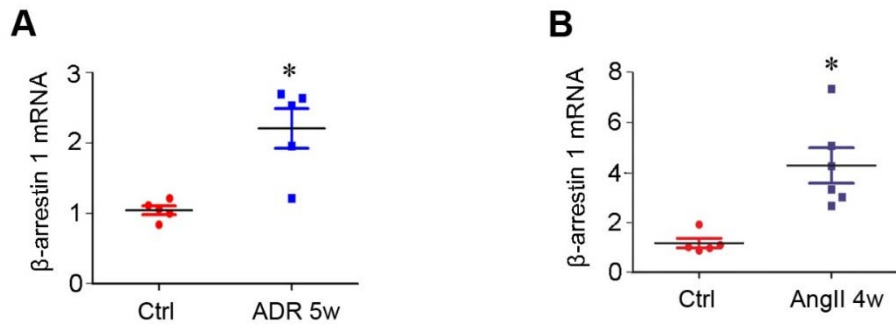 A
β-arrestin 1 mRNA
3
2
1
0
*
Ctrl
ADR 5w
B
β-arrestin 1 mRNA
8
6
4
2
0
*
Ctrl
AngII 4w